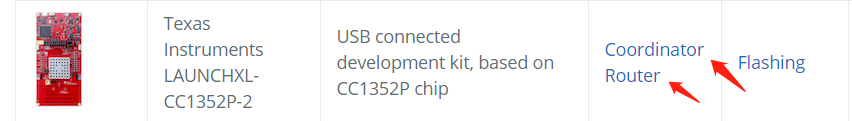 Texas
Instruments
LAUNCHXL-
CC1352P-2
USB connected
development kit, based on
CC1352P chip
Coordinator
Router
Flashing